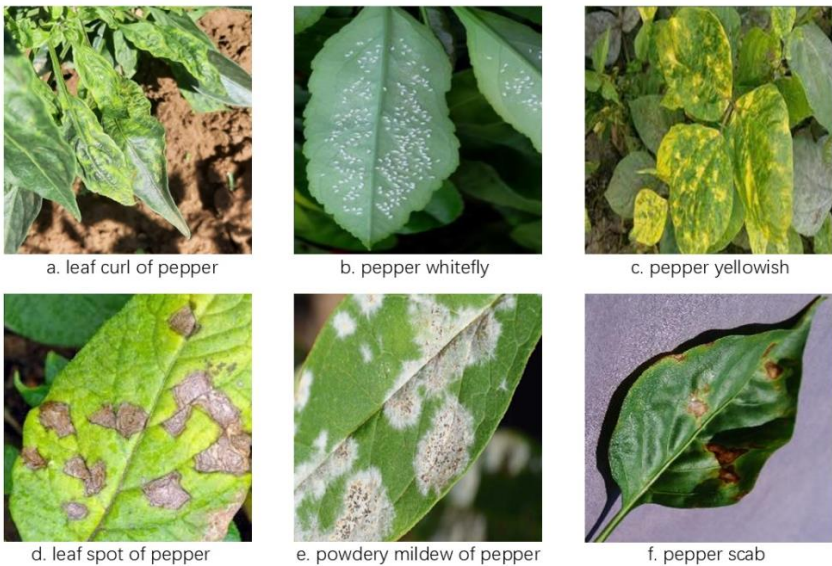 a. leaf curl of pepper
b. pepper whitefly
c. pepper yellowish
d. leaf spot of pepper
e. powdery mildew of pepper
f. pepper scab